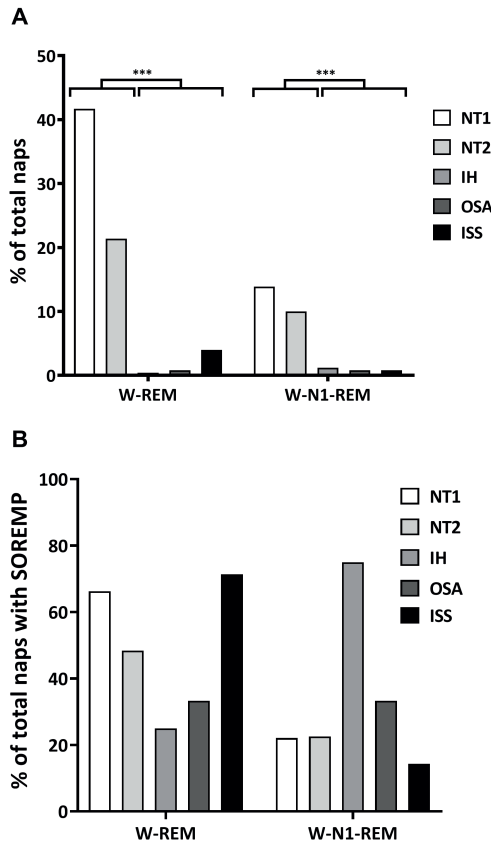 A
% of total naps
50
40
30
20
10
0
***
***
W-REM
W-N1-REM
NT1
NT2
IH
OSA
ISS
B
% of total naps with SOREMP
100
80
60
40
20
0
W-REM
W-N1-REM
NT1
NT2
IH
OSA
ISS